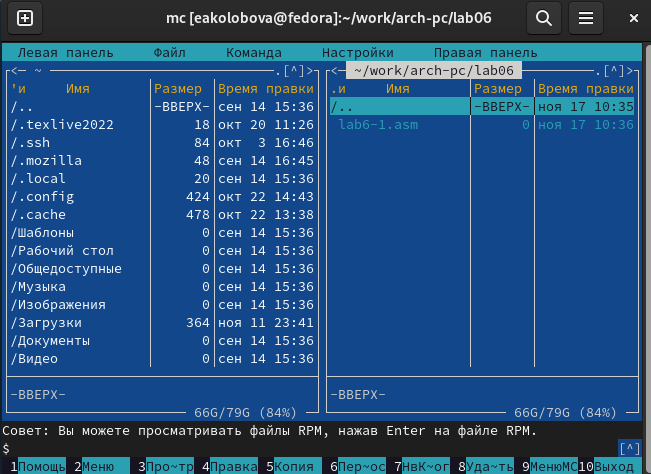 mc [eakolobova@fedora]:~/work/arch-pc/lab06
Левая панель Файл Команда Настройки Правая панель
<─ ~ ─.[^]> <─ ~/work/arch-pc/lab06 ─.[^]>
'и Имя Размер Время правки .и Имя Размер Время правки
/.. -ВВЕРХ- сен 14 15:36 /.. -ВВЕРХ- ноя 17 10:35
/.texlive2022 18 окт 20 11:26 lab6-1.asm 0 ноя 17 10:36
/.ssh 84 окт 3 16:46
/.mozilla 48 сен 14 16:45
/.local 20 сен 14 15:36
/.config 424 окт 22 14:43
/.cache 478 окт 22 13:38
/Шаблоны 0 сен 14 15:36
/Рабочий стол 0 сен 14 15:36
/Общедоступные 0 сен 14 15:36
/Музыка 0 сен 14 15:36
/Изображения 0 сен 14 15:36
/Загрузки 364 ноя 11 23:41
/Документы 0 сен 14 15:36
/Видео 0 сен 14 15:36
-ВВЕРХ- -ВВЕРХ-
66G/79G (84%) 66G/79G (84%)
Совет: Вы можете просматривать файлы RPM, нажав Enter на файле RPM.
$ [^]
1Помощь 2Меню 3Про~тр 4Правка 5Копия 6Пер~ос 7НвК~ог 8Уда~ть 9МенюMC 10Выход